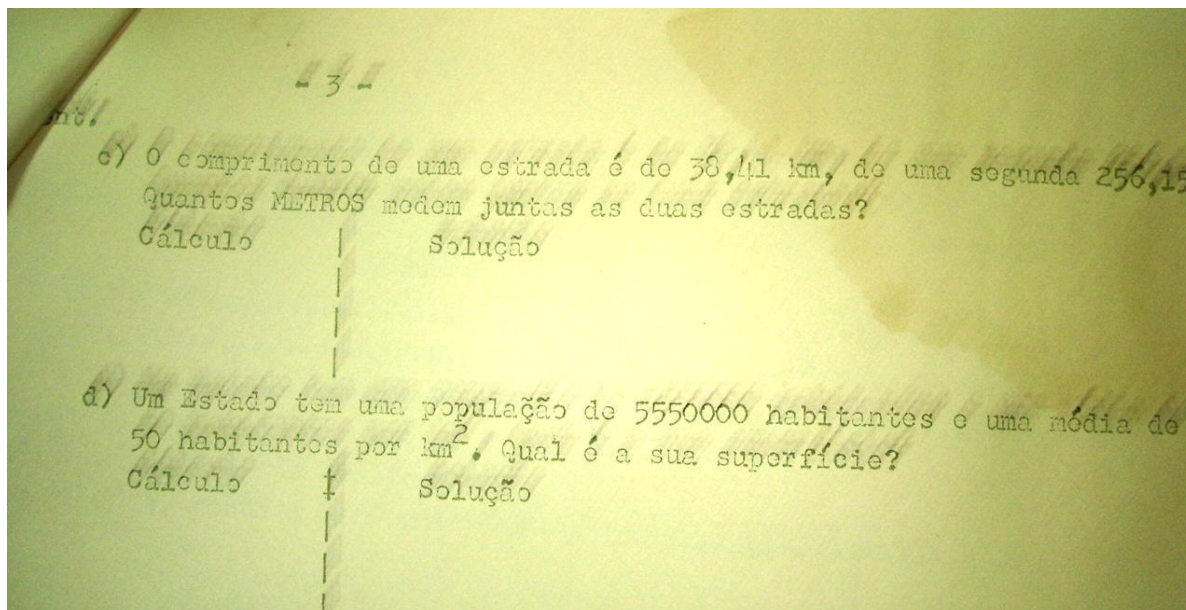 - 3 -
ont.
c) O comprimento de uma estrada é de 38,41 km, de uma segunda 256,15
Quantos METROS medem juntas as duas estradas?
Cálculo | Solução
d) Um Estado tem uma população de 5550000 habitantes e uma média de
50 habitantes por km². Qual é a sua superfície?
Cálculo Solução